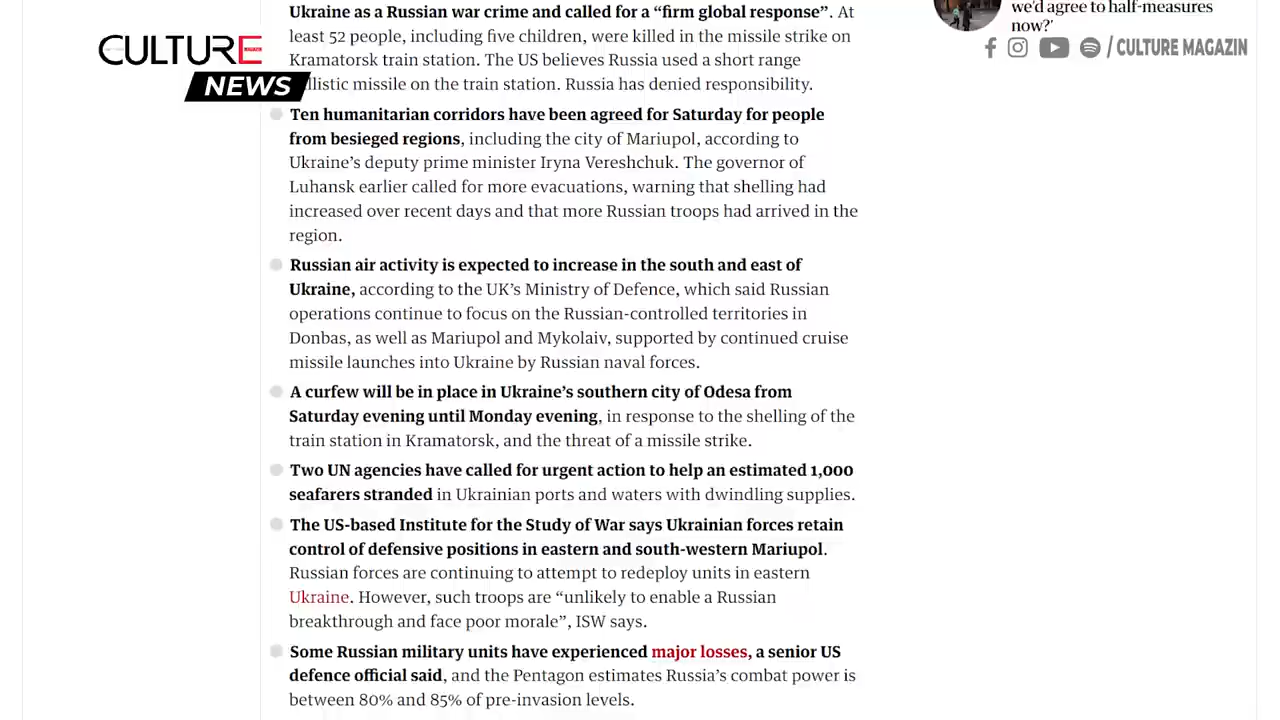 CULTURE
NEWS
we'd agree to half-measures
now?'
/ CULTURE MAGAZIN
Ukraine as a Russian war crime and called for a “firm global response”. At
least 52 people, including five children, were killed in the missile strike on
Kramatorsk train station. The US believes Russia used a short range
missile on the train station. Russia has denied responsibility.
Ten humanitarian corridors have been agreed for Saturday for people
from besieged regions, including the city of Mariupol, according to
Ukraine’s deputy prime minister Iryna Vereshchuk. The governor of
Luhansk earlier called for more evacuations, warning that shelling had
increased over recent days and that more Russian troops had arrived in the
region.
Russian air activity is expected to increase in the south and east of
Ukraine, according to the UK’s Ministry of Defence, which said Russian
operations continue to focus on the Russian-controlled territories in
Donbas, as well as Mariupol and Mykolaiv, supported by continued cruise
missile launches into Ukraine by Russian naval forces.
A curfew will be in place in Ukraine’s southern city of Odesa from
Saturday evening until Monday evening, in response to the shelling of the
train station in Kramatorsk, and the threat of a missile strike.
Two UN agencies have called for urgent action to help an estimated 1,000
seafarers stranded in Ukrainian ports and waters with dwindling supplies.
The US-based Institute for the Study of War says Ukrainian forces retain
control of defensive positions in eastern and south-western Mariupol.
Russian forces are continuing to attempt to redeploy units in eastern
Ukraine. However, such troops are “unlikely to enable a Russian
breakthrough and face poor morale”, ISW says.
Some Russian military units have experienced major losses, a senior US
defence official said, and the Pentagon estimates Russia’s combat power is
between 80% and 85% of pre-invasion levels.